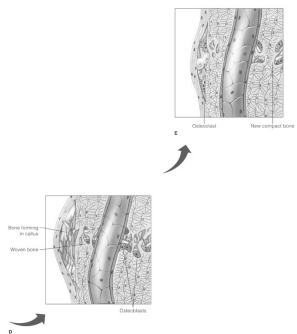 Osteoclast
New compact bone
E
Bone forming
in callus
Woven bone
Osteoblasts
D